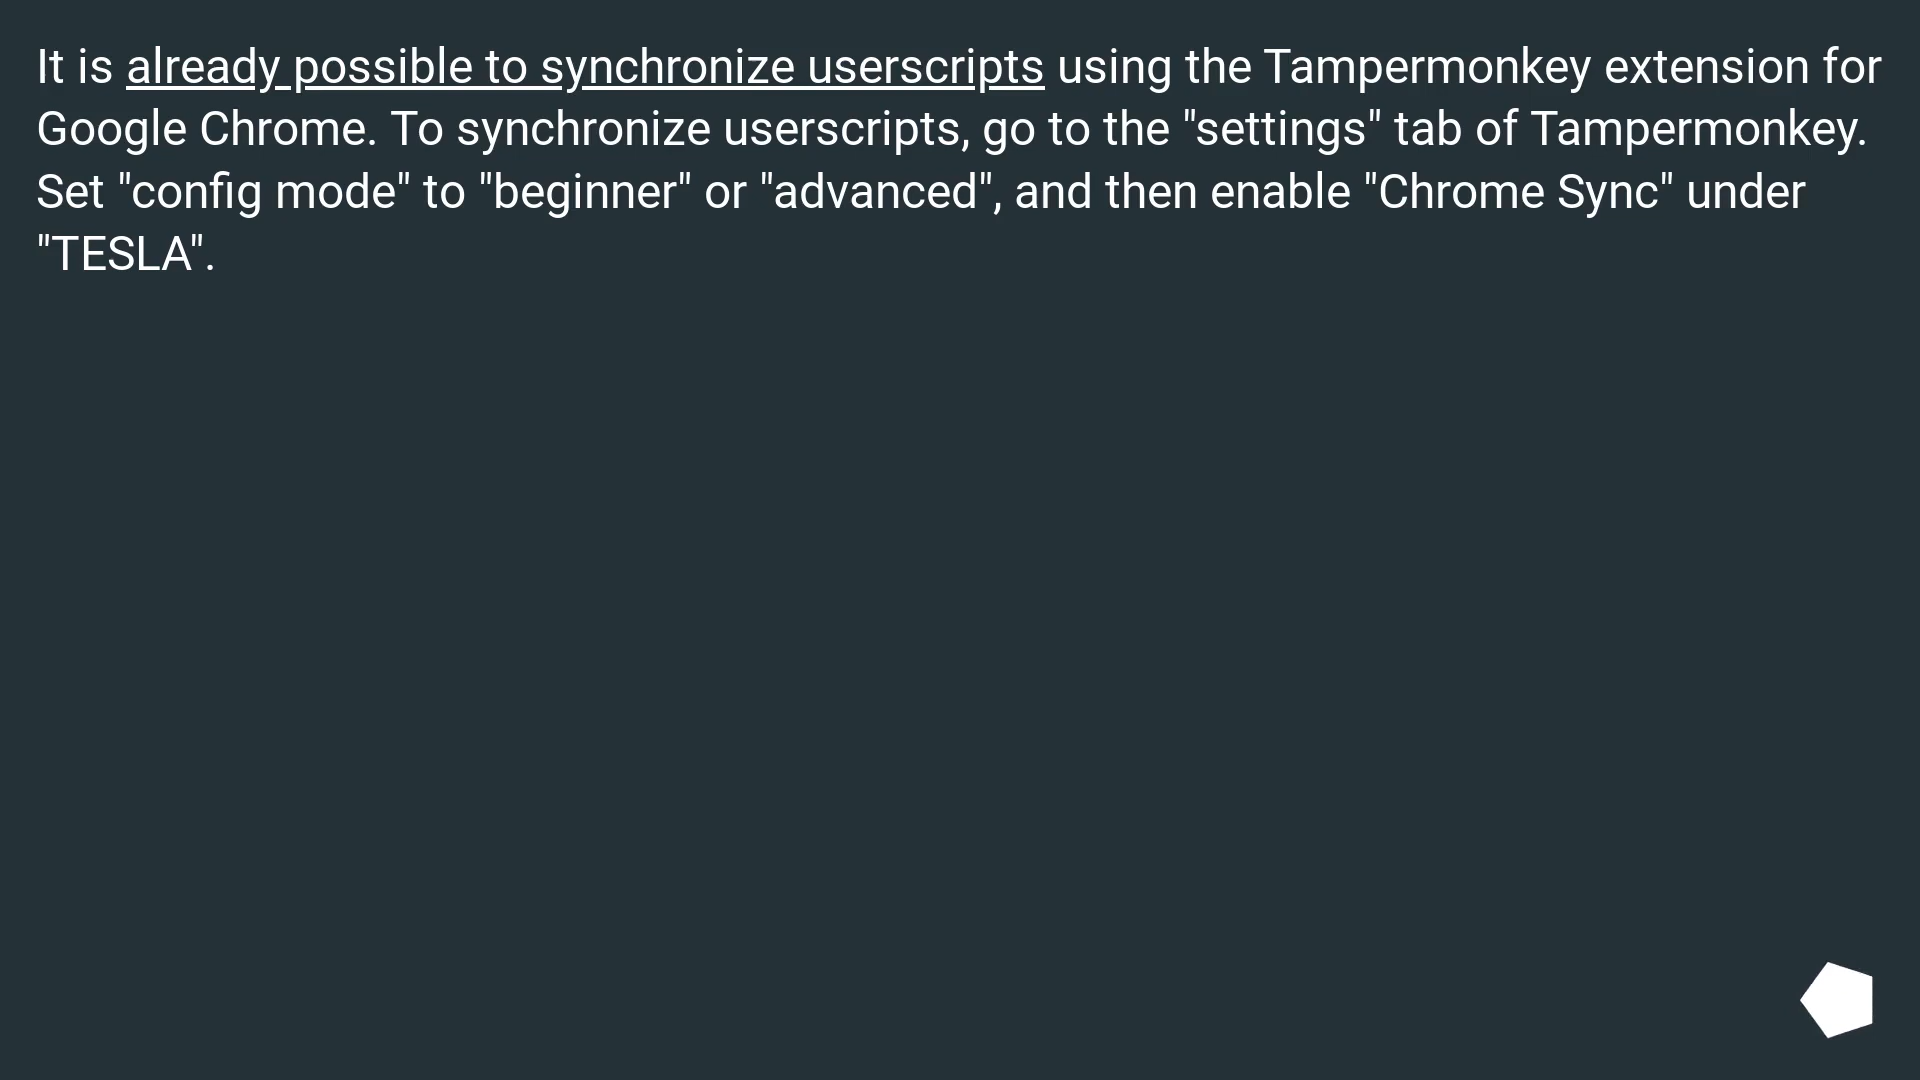 It is already possible to synchronize userscripts using the Tampermonkey extension for
Google Chrome. To synchronize userscripts, go to the "settings" tab of Tampermonkey.
Set "config mode" to "beginner" or "advanced", and then enable "Chrome Sync" under
"TESLA".